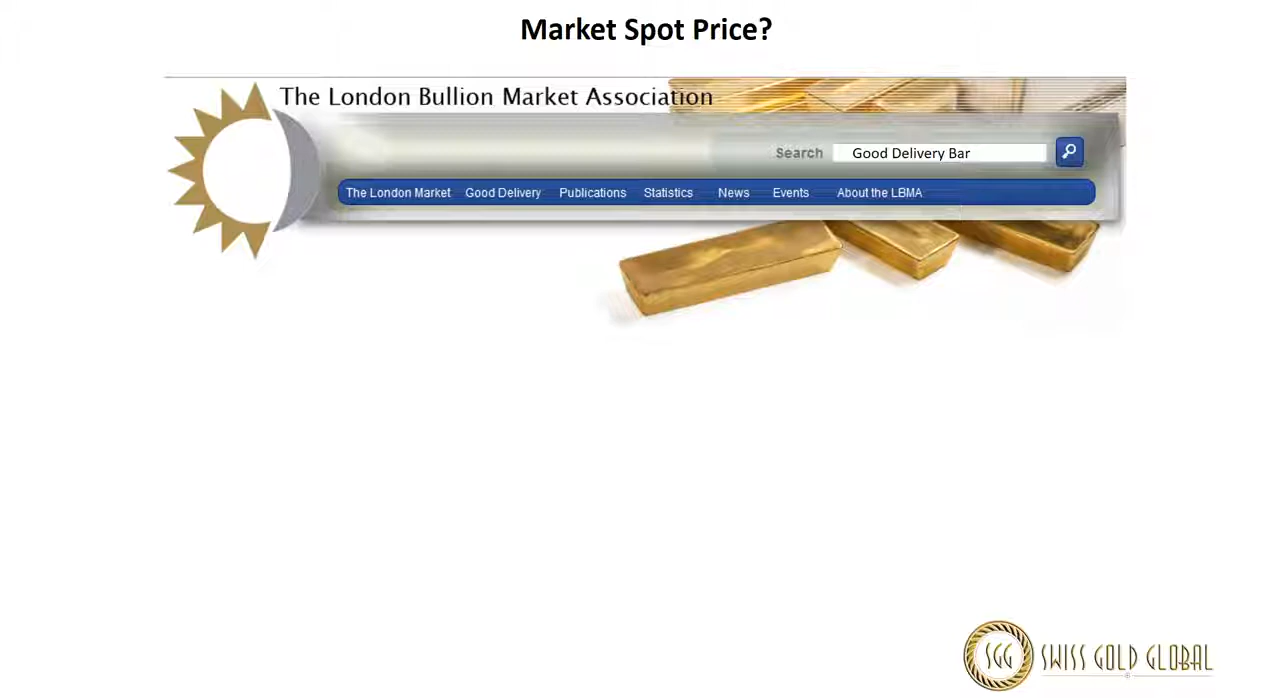 Market Spot Price?
The London Bullion Market Association
Search Good Delivery Bar
The London Market Good Delivery Publications Statistics News Events About the LBMA
SGG SWISS GOLD GLOBAL